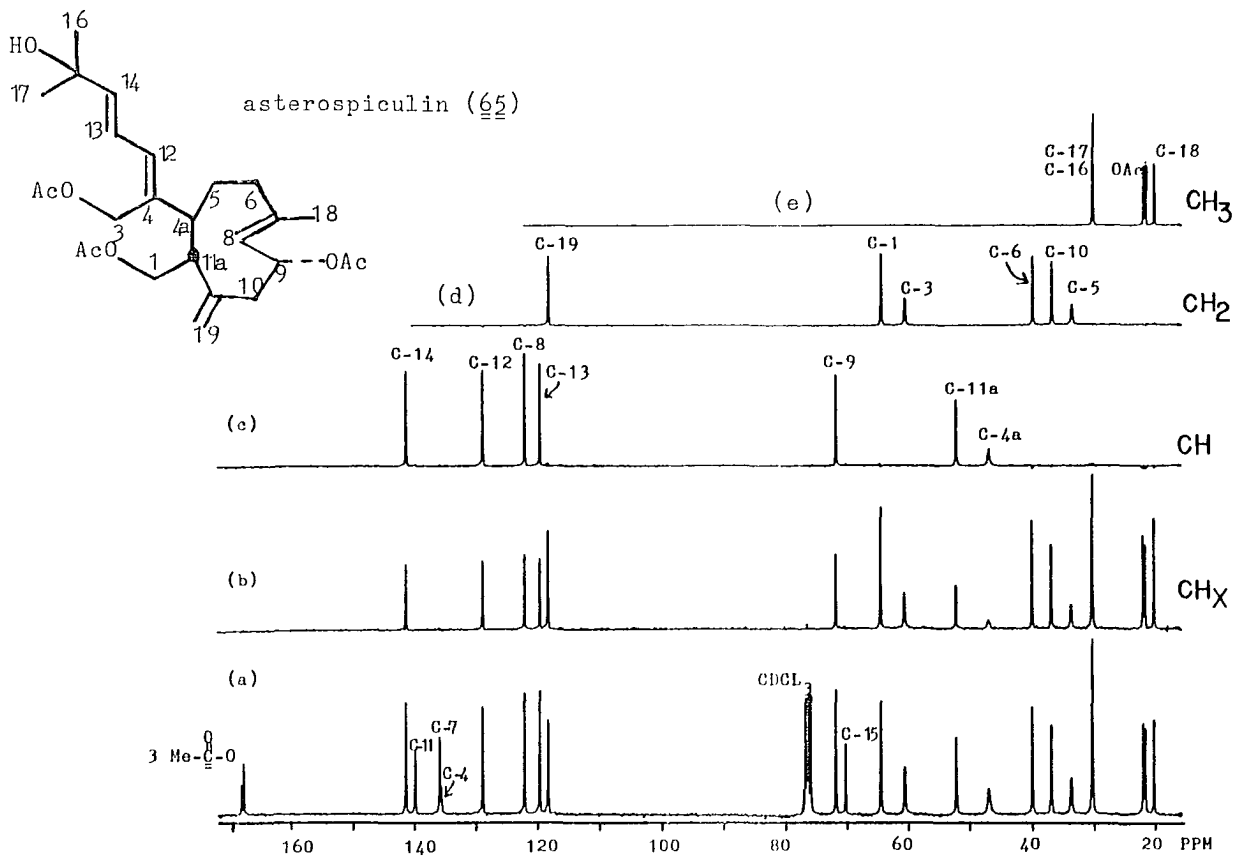 16
HO
14
17
asterospiculin (65)
13
12
AcO
4
5
6
3
4a
18
8
AcO
1
11a
9
OAc
10
19
(e)
C-17
C-16
OAc
C-18
CH3
(d)
C-19
C-1
C-3
C-6
C-10
C-5
CH2
(c)
C-14
C-12
C-8
C-13
C-9
C-11a
C-4a
CH
(b)
CHX
(a)
3 Me-C-O
O
C-11
C-7
C-4
CDCL3
C-15
160 140 120 100 80 60 40 20 PPM